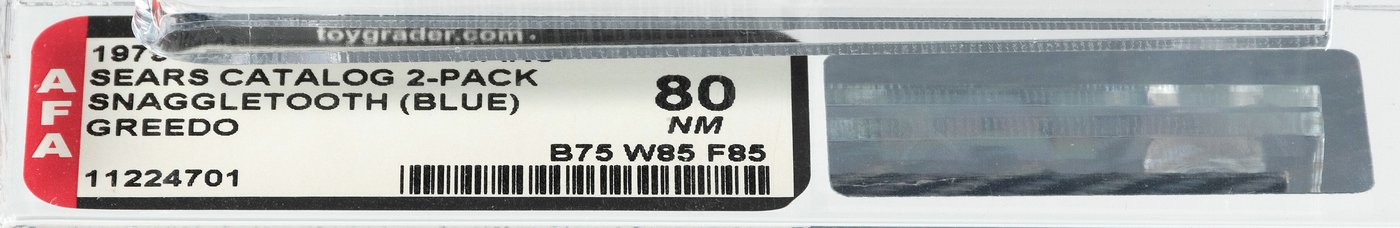 toygrader.com
AFA
SEARS CATALOG 2-PACK
SNAGGLETOOTH (BLUE)
GREEDO
80
NM
B75 W85 F85
11224701